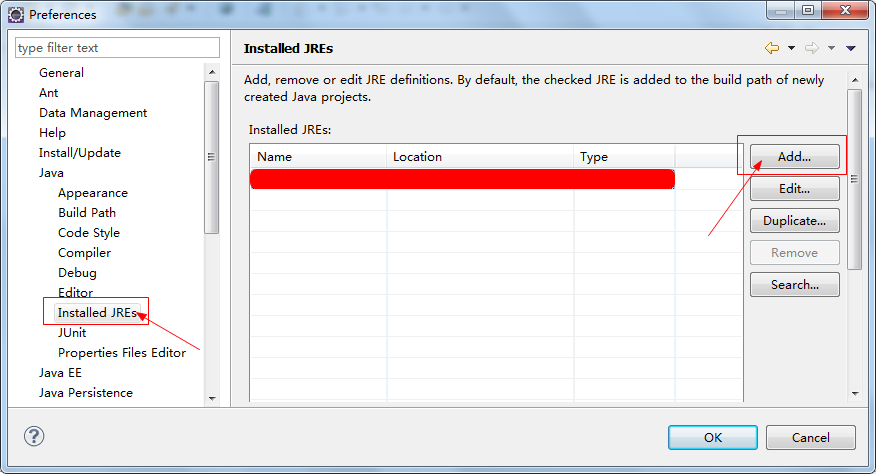 Preferences
type filter text
General
Ant
Data Management
Help
Install/Update
Java
Appearance
Build Path
Code Style
Compiler
Debug
Editor
Installed JREs
JUnit
Properties Files Editor
Java EE
Java Persistence
Installed JREs
Add, remove or edit JRE definitions. By default, the checked JRE is added to the build path of newly
created Java projects.
Installed JREs:
Name Location Type
Add...
Edit...
Duplicate...
Remove
Search...
?
OK Cancel